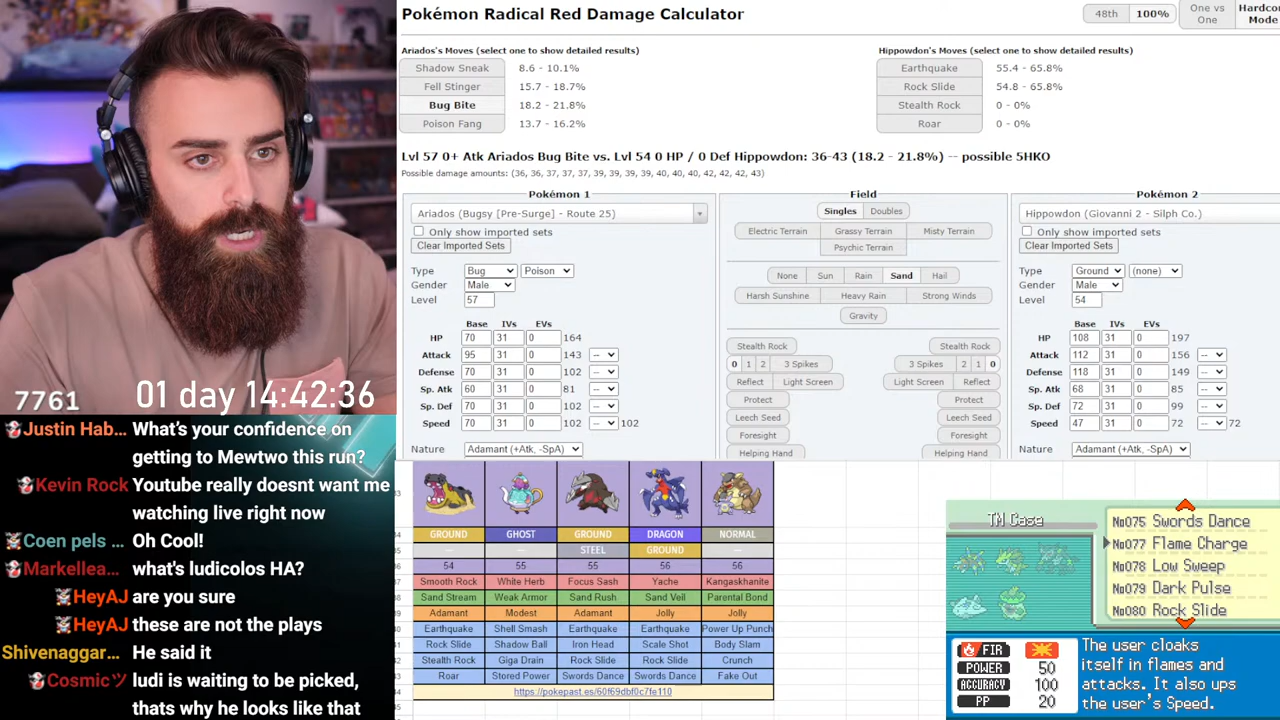 Pokémon Radical Red Damage Calculator
48th 100% One vs One Hardco Mode
Ariados's Moves (select one to show detailed results)
Shadow Sneak 8.6 - 10.1%
Fell Stinger 15.7 - 18.7%
Bug Bite 18.2 - 21.8%
Poison Fang 13.7 - 16.2%
Hippowdon's Moves (select one to show detailed results)
Earthquake 55.4 - 65.8%
Rock Slide 54.8 - 65.8%
Stealth Rock 0 - 0%
Roar 0 - 0%
Lvl 57 0+ Atk Ariados Bug Bite vs. Lvl 54 0 HP / 0 Def Hippowdon: 36-43 (18.2 - 21.8%) -- possible 5HKO
Possible damage amounts: (36, 36, 37, 37, 37, 39, 39, 39, 39, 40, 40, 40, 42, 42, 42, 43)
Pokémon 1
Ariados (Bugsy [Pre-Surge] - Route 25)
Only show imported sets
Clear Imported Sets
Type Bug Poison
Gender Male
Level 57
Base IVs EVs
HP 70 31 0 164
Attack 95 31 0 143 --
Defense 70 31 0 102 --
Sp. Atk 60 31 0 81 --
Sp. Def 70 31 0 102 --
Speed 70 31 0 102 -- 102
Nature Adamant (+Atk, -SpA)
Field
Singles Doubles
Electric Terrain Grassy Terrain Misty Terrain
Psychic Terrain
None Sun Rain Sand Hail
Harsh Sunshine Heavy Rain Strong Winds
Gravity
Stealth Rock Stealth Rock
0 1 2 3 Spikes 3 Spikes 2 1 0
Reflect Light Screen Light Screen Reflect
Protect Protect
Leech Seed Leech Seed
Foresight Foresight
Helping Hand Helping Hand
Pokémon 2
Hippowdon (Giovanni 2 - Silph Co.)
Only show imported sets
Clear Imported Sets
Type Ground (none)
Gender Male
Level 54
Base IVs EVs
HP 108 31 0 197
Attack 112 31 0 156 --
Defense 118 31 0 149 --
Sp. Atk 68 31 0 85 --
Sp. Def 72 31 0 99 --
Speed 47 31 0 72 -- 72
Nature Adamant (+Atk, -SpA)
7761 01 day 14:42:36
Justin Hab... What's your confidence on
getting to Mewtwo this run?
Kevin Rock Youtube really doesnt want me
watching live right now
Coen pels ... Oh Cool!
Markellea... what's ludicolos HA?
HeyAJ are you sure
HeyAJ these are not the plays
Shivenaggar... He said it
Cosmicツ ludi is waiting to be picked,
thats why he looks like that
GROUND GHOST GROUND DRAGON NORMAL
— — STEEL GROUND —
54 55 55 56 56
Smooth Rock White Herb Focus Sash Yache Kangaskhanite
Sand Stream Weak Armor Sand Rush Sand Veil Parental Bond
Adamant Modest Adamant Jolly Jolly
Earthquake Shell Smash Earthquake Earthquake Power Up Punch
Rock Slide Shadow Ball Iron Head Scale Shot Body Slam
Stealth Rock Giga Drain Rock Slide Rock Slide Crunch
Roar Stored Power Swords Dance Swords Dance Fake Out
https://pokepast.es/60f69dbf0c7fe110
TM Case
No075 Swords Dance
No077 Flame Charge
No078 Low Sweep
No079 Dark Pulse
No080 Rock Slide
FIR
POWER 50
ACCURACY 100
PP 20
The user cloaks
itself in flames and
attacks. It also ups
the user's Speed.